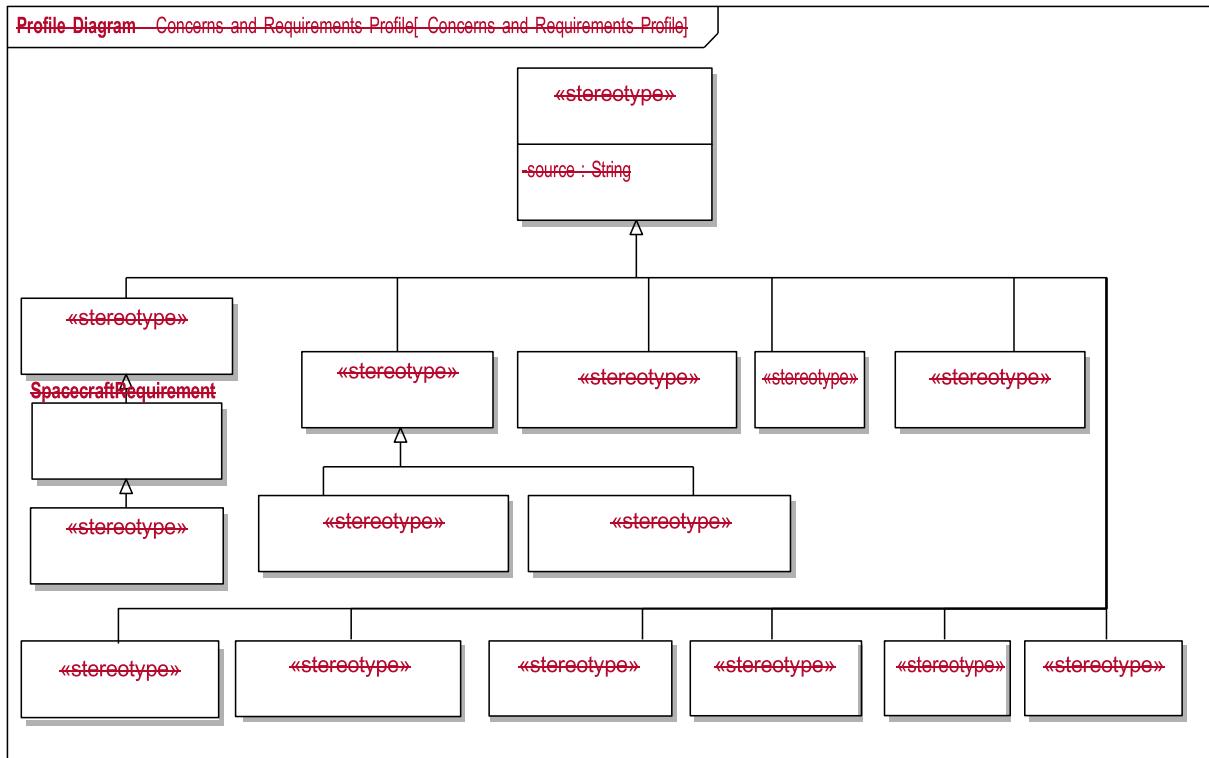 Profile Diagram Concerns and Requirements Profile[ Concerns and Requirements Profile]
«stereotype»
-source : String
«stereotype»
«stereotype»
«stereotype»
«stereotype»
«stereotype»
SpacecraftRequirement
«stereotype»
«stereotype»
«stereotype»
«stereotype»
«stereotype»
«stereotype»
«stereotype»
«stereotype»
«stereotype»